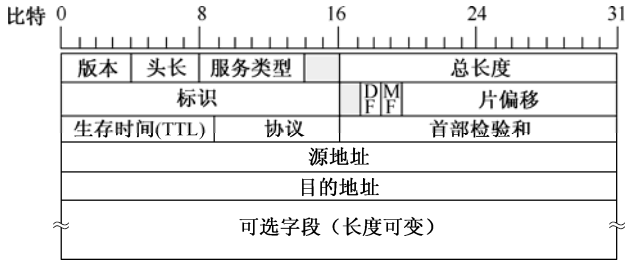 比特 0 8 16 24 31
版本 头长 服务类型 总长度
标识 DF MF 片偏移
生存时间(TTL) 协议 首部检验和
源地址
目的地址
可选字段（长度可变）